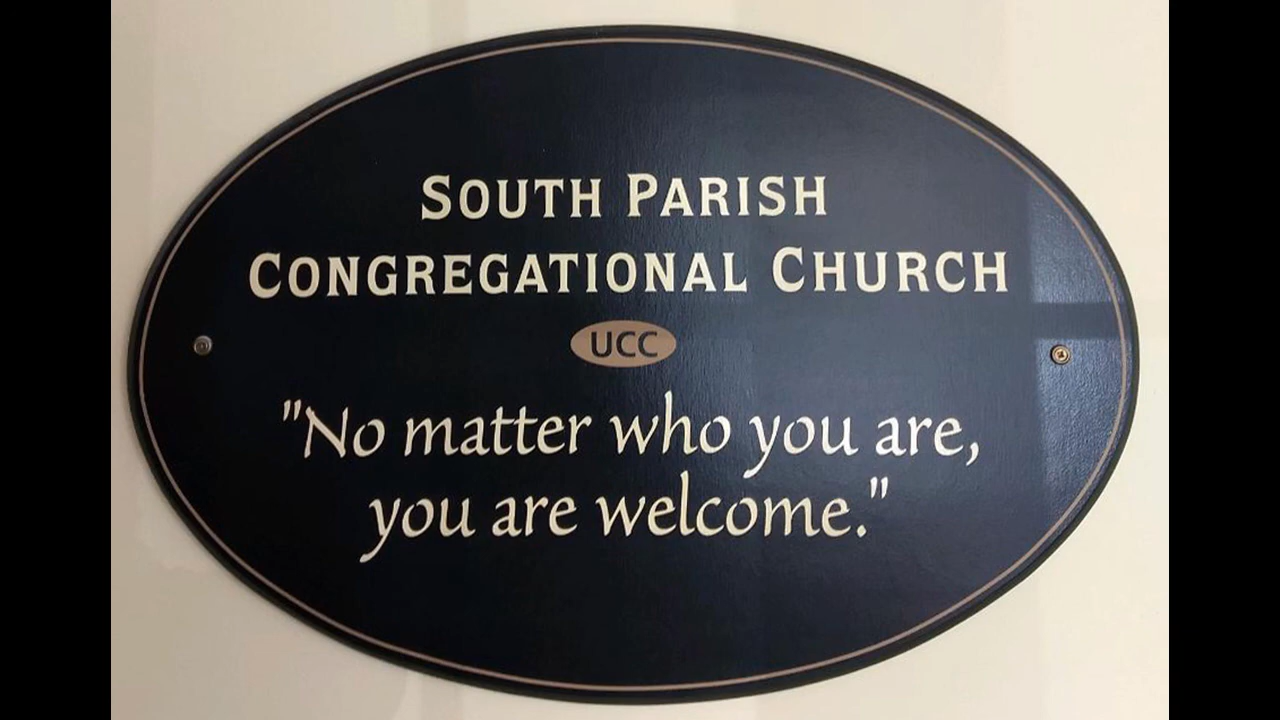 SOUTH PARISH
CONGREGATIONAL CHURCH
UCC
"No matter who you are,
you are welcome."